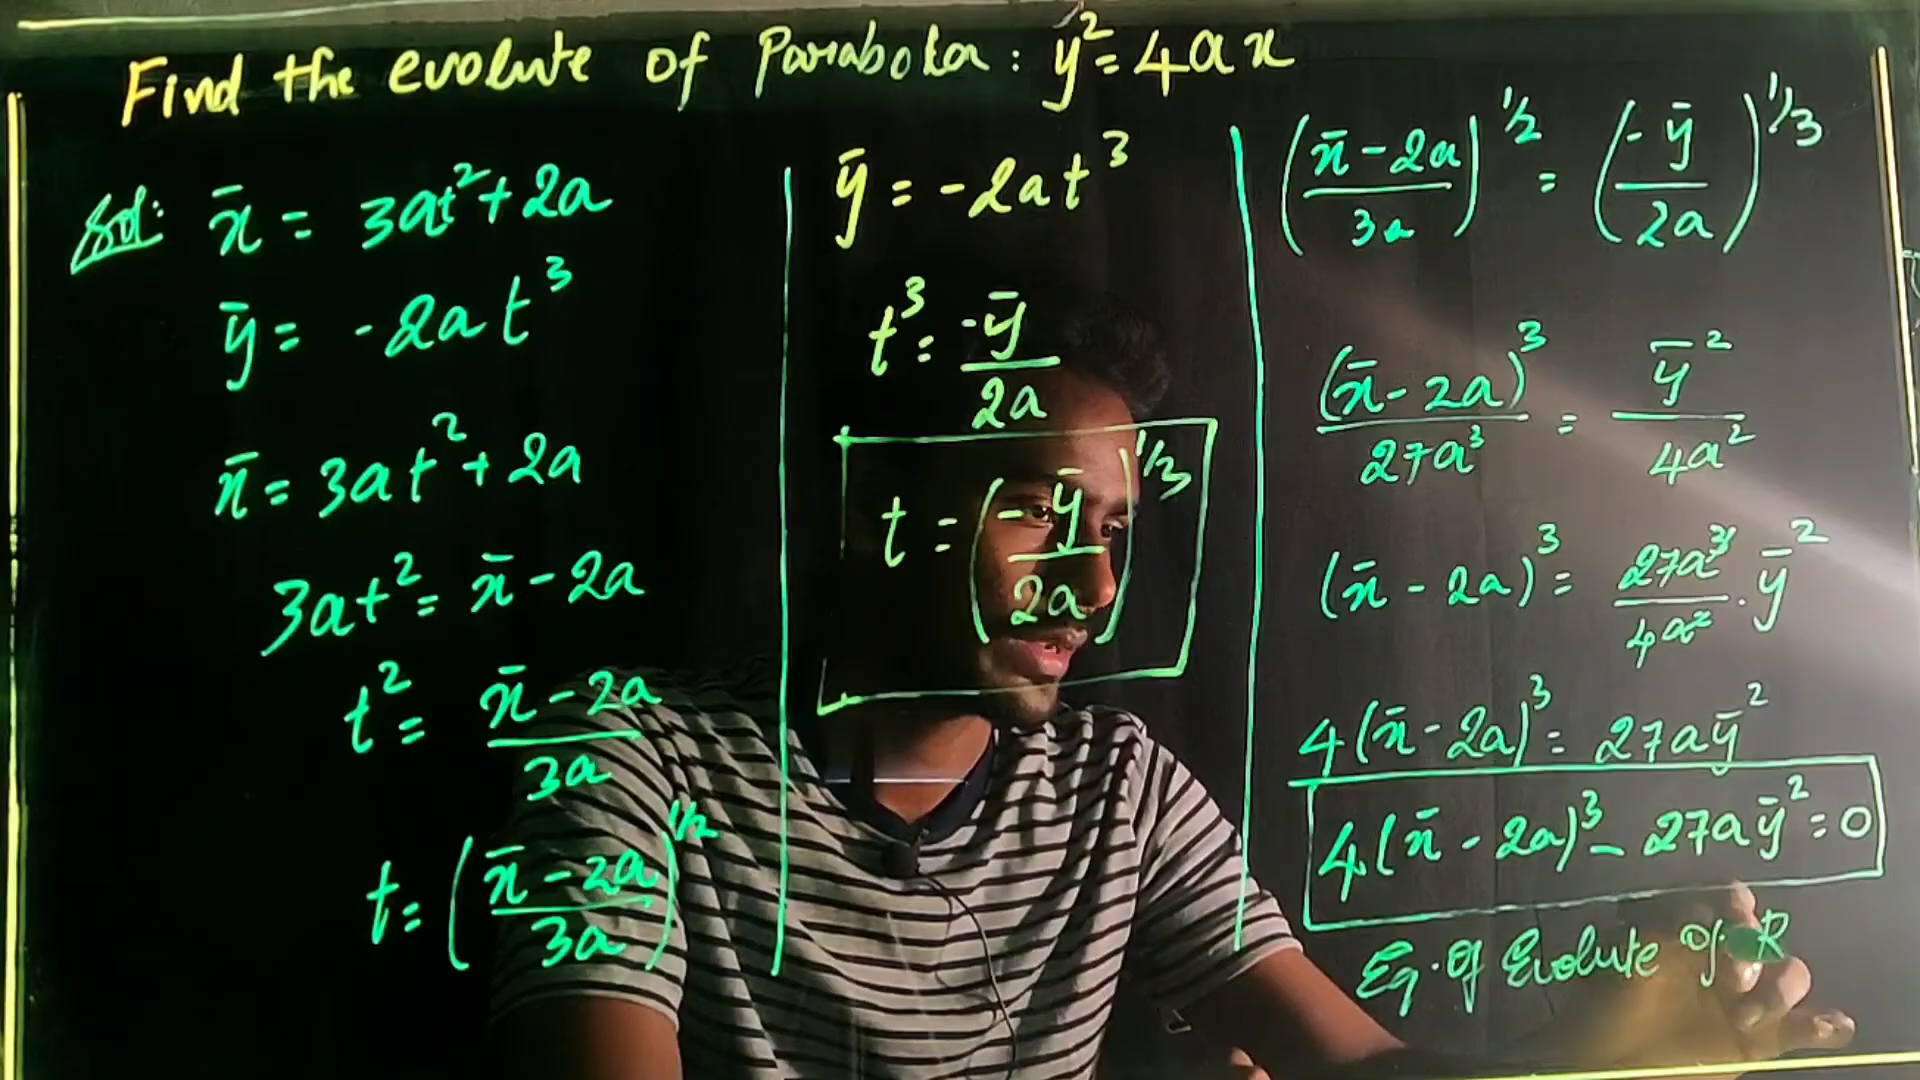 Find the evolute of Parabola: y² = 4ax
Sol: x̄ = 3at² + 2a
ȳ = -2at³
x̄ = 3at² + 2a
3at² = x̄ - 2a
t² = (x̄ - 2a)/3a
t = ((x̄ - 2a)/3a)^1/2
ȳ = -2at³
t³ = -ȳ/2a
t = (-ȳ/2a)^1/3
((x̄ - 2a)/3a)^1/2 = (-ȳ/2a)^1/3
(x̄ - 2a)³/27a³ = ȳ²/4a²
(x̄ - 2a)³ = 27a³/4a² . ȳ²
4(x̄ - 2a)³ = 27aȳ²
4(x̄ - 2a)³ - 27aȳ² = 0
Eq. of Evolute of